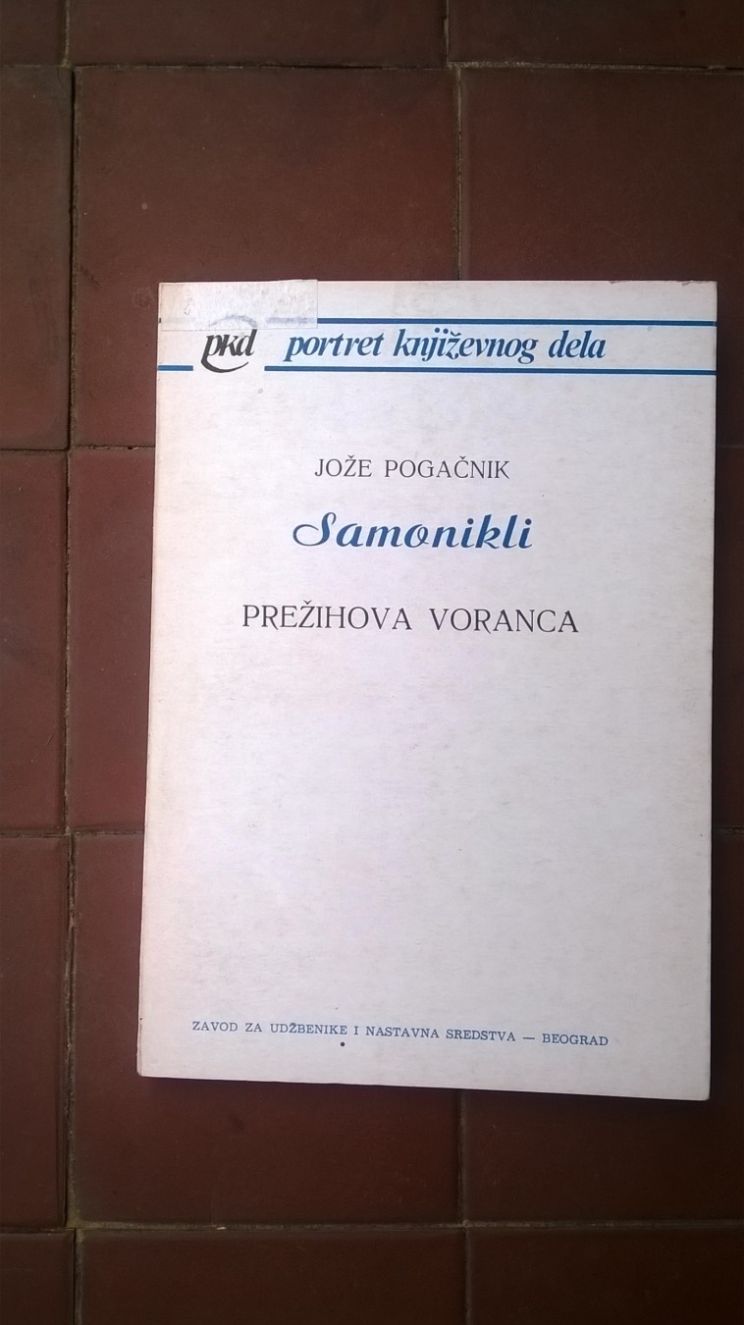 pkd portret književnog dela
JOŽE POGAČNIK
Samonikli
PREŽIHOVA VORANCA
ZAVOD ZA UDŽBENIKE I NASTAVNA SREDSTVA — BEOGRAD